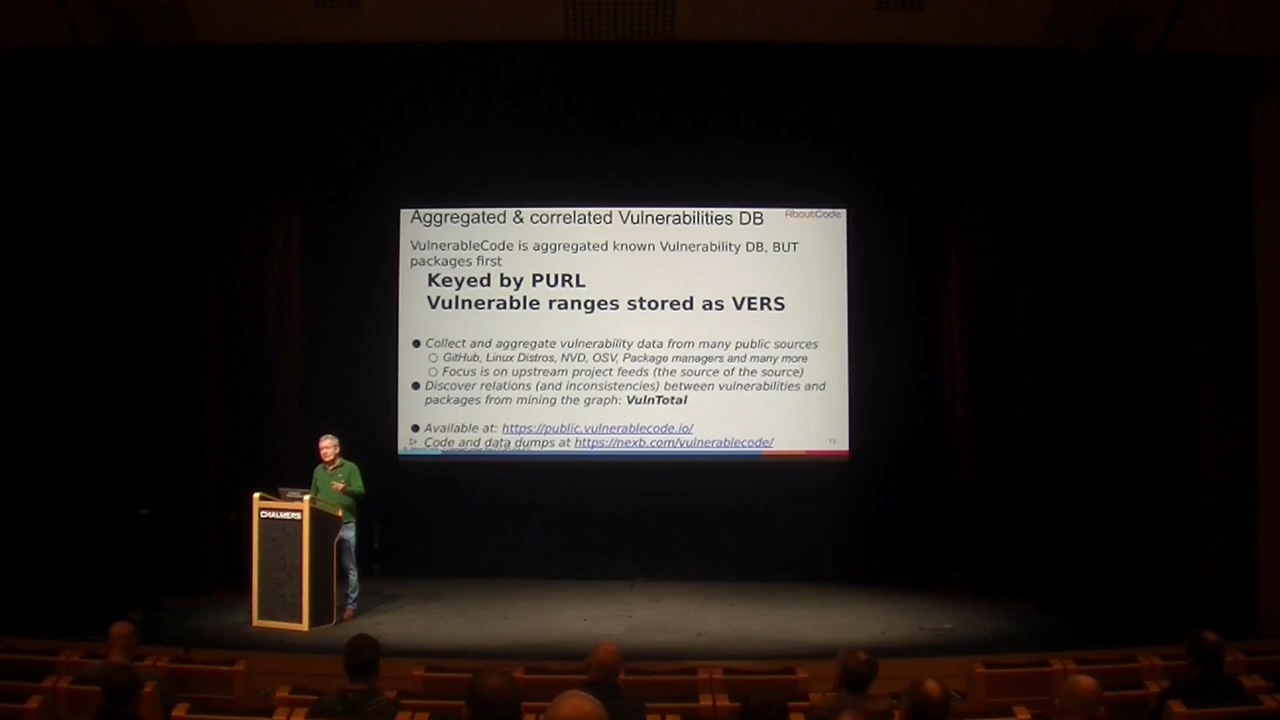 Aggregated & correlated Vulnerabilities DB
AboutCode
VulnerableCode is aggregated known Vulnerability DB, BUT
packages first
Keyed by PURL
Vulnerable ranges stored as VERS
● Collect and aggregate vulnerability data from many public sources
○ GitHub, Linux Distros, NVD, OSV, Package managers and many more
○ Focus is on upstream project feeds (the source of the source)
● Discover relations (and inconsistencies) between vulnerabilities and
packages from mining the graph: VulnTotal
● Available at: https://public.vulnerablecode.io/
▷ Code and data dumps at https://nexb.com/vulnerablecode/
13
CHALMERS